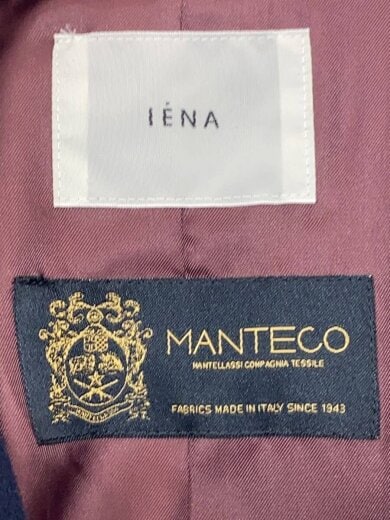 IÉNA
MANTECO
MANTELLASSI COMPAGNIA TESSILE
FABRICS MADE IN ITALY SINCE 1943